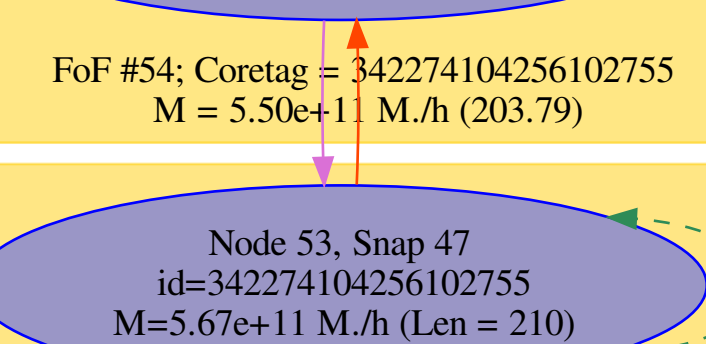 FoF #54; Coretag = 342274104256102755
M = 5.50e+11 M./h (203.79)
Node 53, Snap 47
id=342274104256102755
M=5.67e+11 M./h (Len = 210)